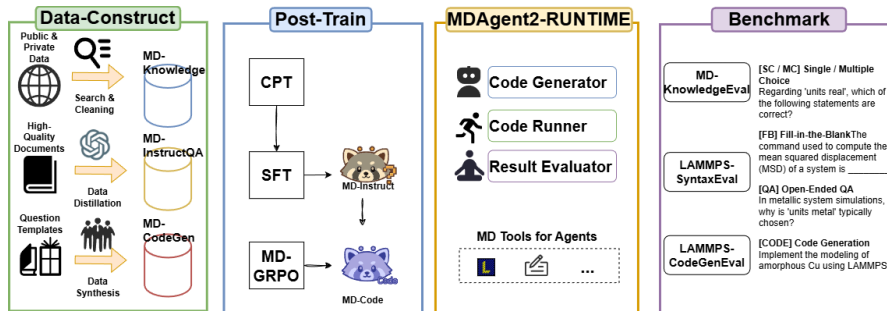 Data-Construct
Public &
Private
Data
Search &
Cleaning
MD-
Knowledge
High-
Quality
Documents
Data
Distillation
MD-
InstructQA
Question
Templates
Data
Synthesis
MD-
CodeGen
Post-Train
CPT
SFT
MD-Instruct
MD-
GRPO
Code
MD-Code
MDAgent2-RUNTIME
Code Generator
Code Runner
Result Evaluator
MD Tools for Agents
L
...
Benchmark
MD-
KnowledgeEval
LAMMPS-
SyntaxEval
LAMMPS-
CodeGenEval
[SC / MC] Single / Multiple
Choice
Regarding 'units real', which of
the following statements are
correct?
[FB] Fill-in-the-BlankThe
command used to compute the
mean squared displacement
(MSD) of a system is ________
[QA] Open-Ended QA
In metallic system simulations,
why is 'units metal' typically
chosen?
[CODE] Code Generation
Implement the modeling of
amorphous Cu using LAMMPS